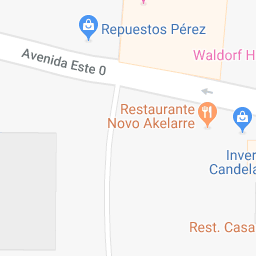 Repuestos Pérez
Waldorf H
Avenida Este 0
Restaurante
Novo Akelarre
Inver
Candela
Rest. Casa